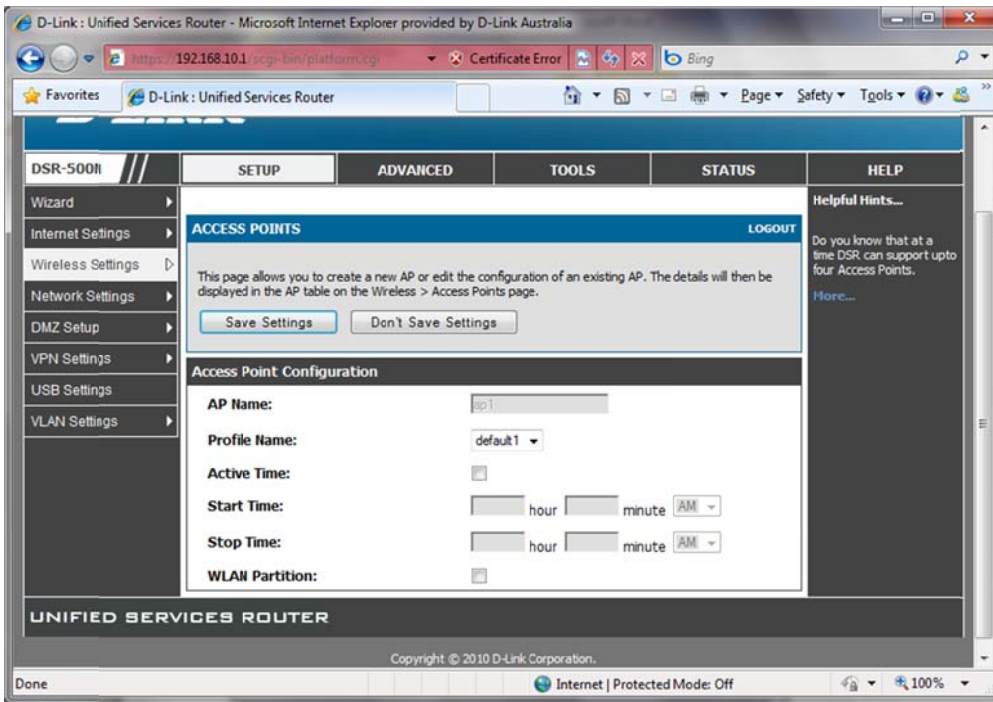 D-Link : Unified Services Router - Microsoft Internet Explorer provided by D-Link Australia
https://192.168.10.1/scgi-bin/platform.cgi Certificate Error Bing
Favorites D-Link : Unified Services Router Page Safety Tools
DSR-500N SETUP ADVANCED TOOLS STATUS HELP
Wizard
Internet Settings
Wireless Settings
Network Settings
DMZ Setup
VPN Settings
USB Settings
VLAN Settings
ACCESS POINTS LOGOUT
This page allows you to create a new AP or edit the configuration of an existing AP. The details will then be
displayed in the AP table on the Wireless > Access Points page.
Save Settings Don't Save Settings
Access Point Configuration
AP Name: ap1
Profile Name: default1
Active Time:
Start Time: hour minute AM
Stop Time: hour minute AM
WLAN Partition:
Helpful Hints...
Do you know that at a
time DSR can support upto
four Access Points.
More...
UNIFIED SERVICES ROUTER
Copyright © 2010 D-Link Corporation.
Done Internet | Protected Mode: Off 100%